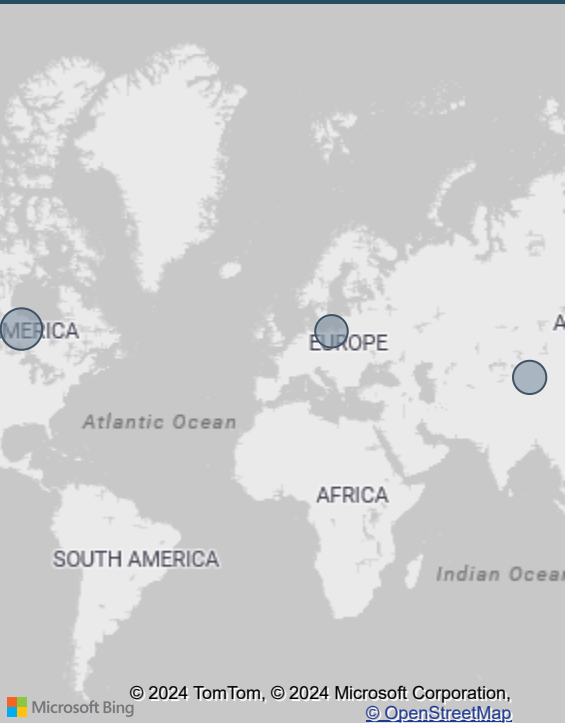 MERICA
EUROPE
A
Atlantic Ocean
AFRICA
SOUTH AMERICA
Indian Ocea
© 2024 TomTom, © 2024 Microsoft Corporation,
Microsoft Bing
© OpenStreetMap